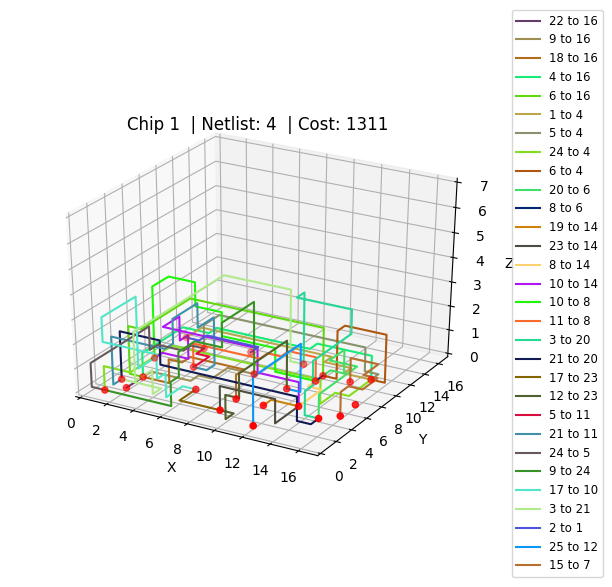 Chip 1 | Netlist: 4 | Cost: 1311
22 to 16
9 to 16
18 to 16
4 to 16
6 to 16
1 to 4
5 to 4
24 to 4
6 to 4
20 to 6
8 to 6
19 to 14
23 to 14
8 to 14
10 to 14
10 to 8
11 to 8
3 to 20
21 to 20
7 to 23
12 to 23
5 to 11
21 to 11
24 to 5
9 to 24
17 to 10
3 to 21
2 to 1
25 to 12
15 to 7
7
6
5
4
3
2
1
0
Z
0
2
4
6
8
10
12
14
16
X
0
2
4
6
8
10
12
14
16
Y